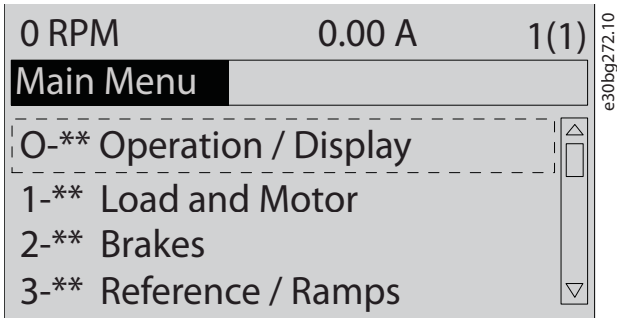 0 RPM 0.00 A 1(1)
Main Menu
O-** Operation / Display
1-** Load and Motor
2-** Brakes
3-** Reference / Ramps
e30bg272.10